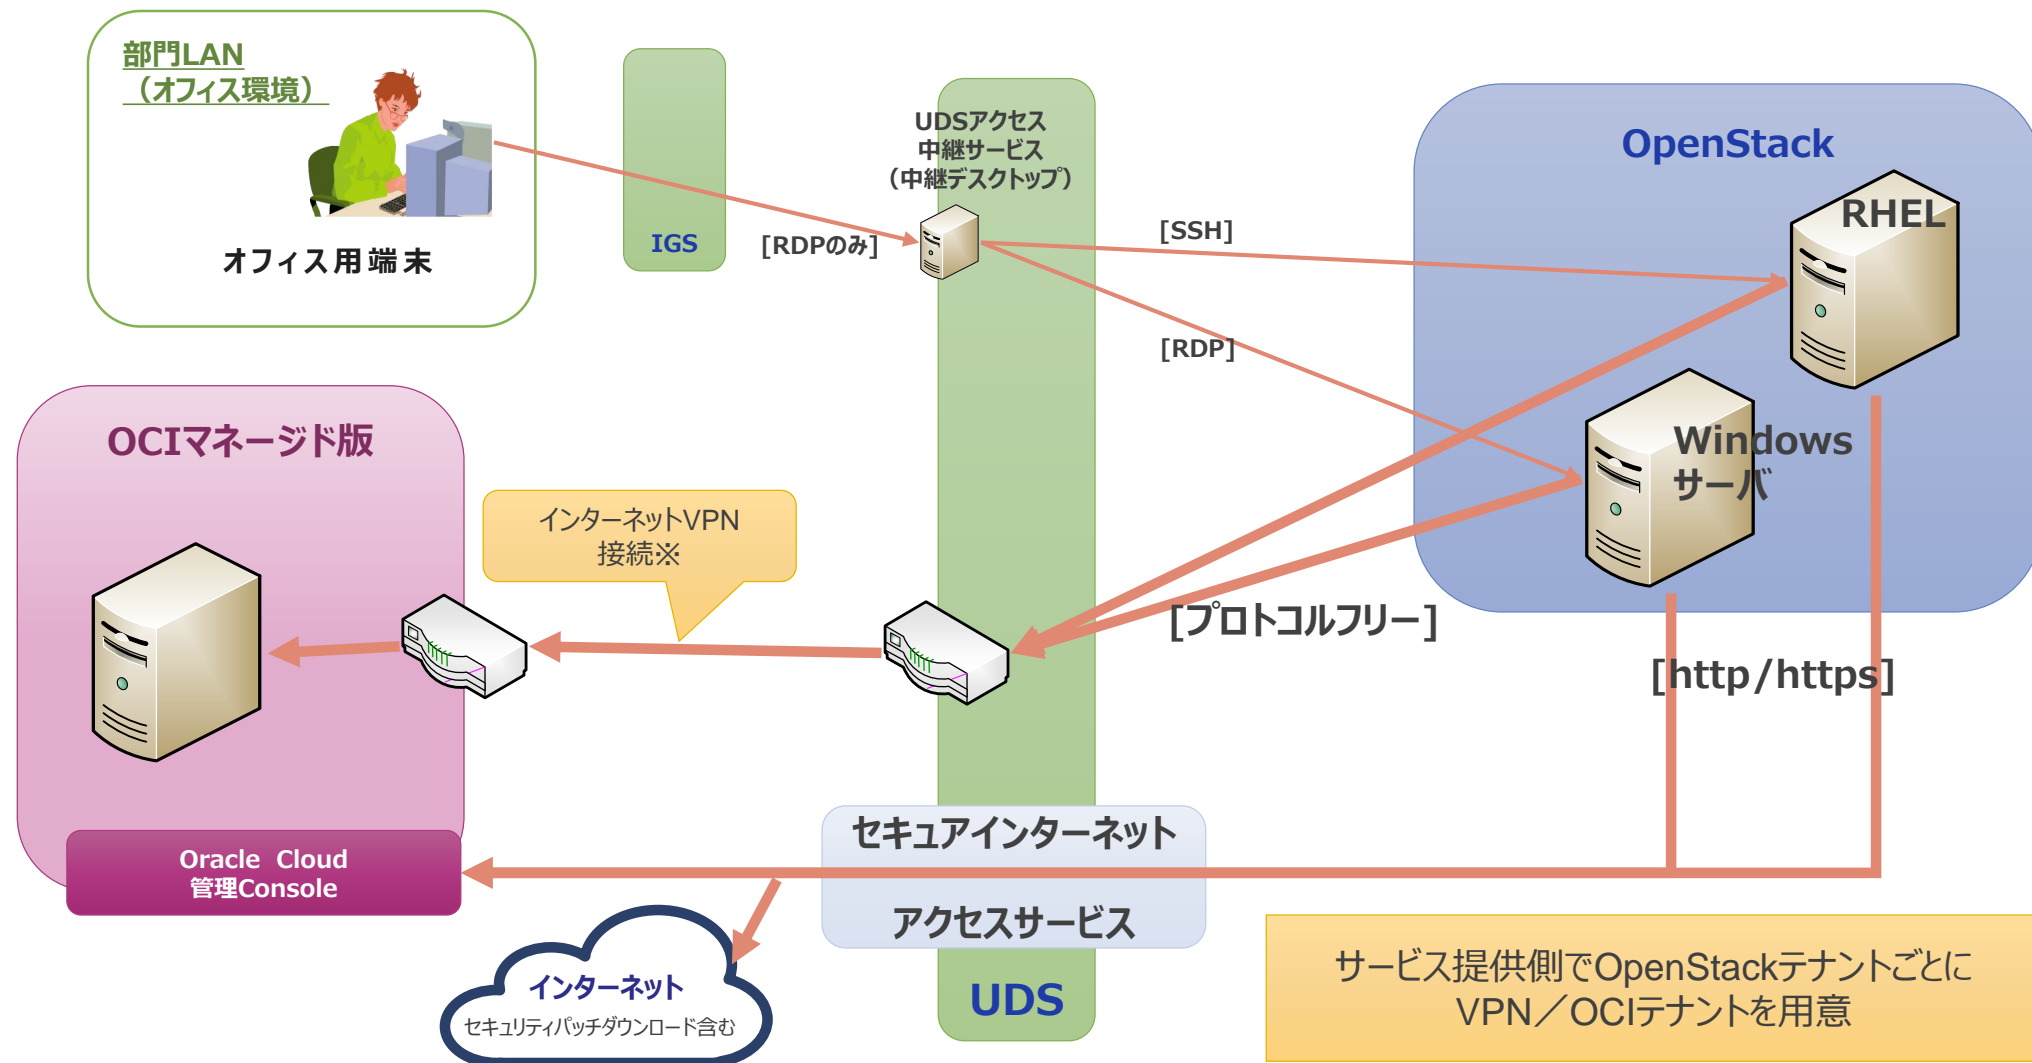 部門LAN
（オフィス環境）
オフィス用端末
IGS
[RDPのみ]
UDSアクセス
中継サービス
（中継デスクトップ）
[SSH]
[RDP]
OpenStack
RHEL
Windows
サーバ
OCIマネージド版
インターネットVPN
接続※
[プロトコルフリー]
[http/https]
セキュアインターネット
アクセスサービス
Oracle Cloud
管理Console
インターネット
セキュリティパッチダウンロード含む
UDS
サービス提供側でOpenStackテナントごとに
VPN／OCIテナントを用意